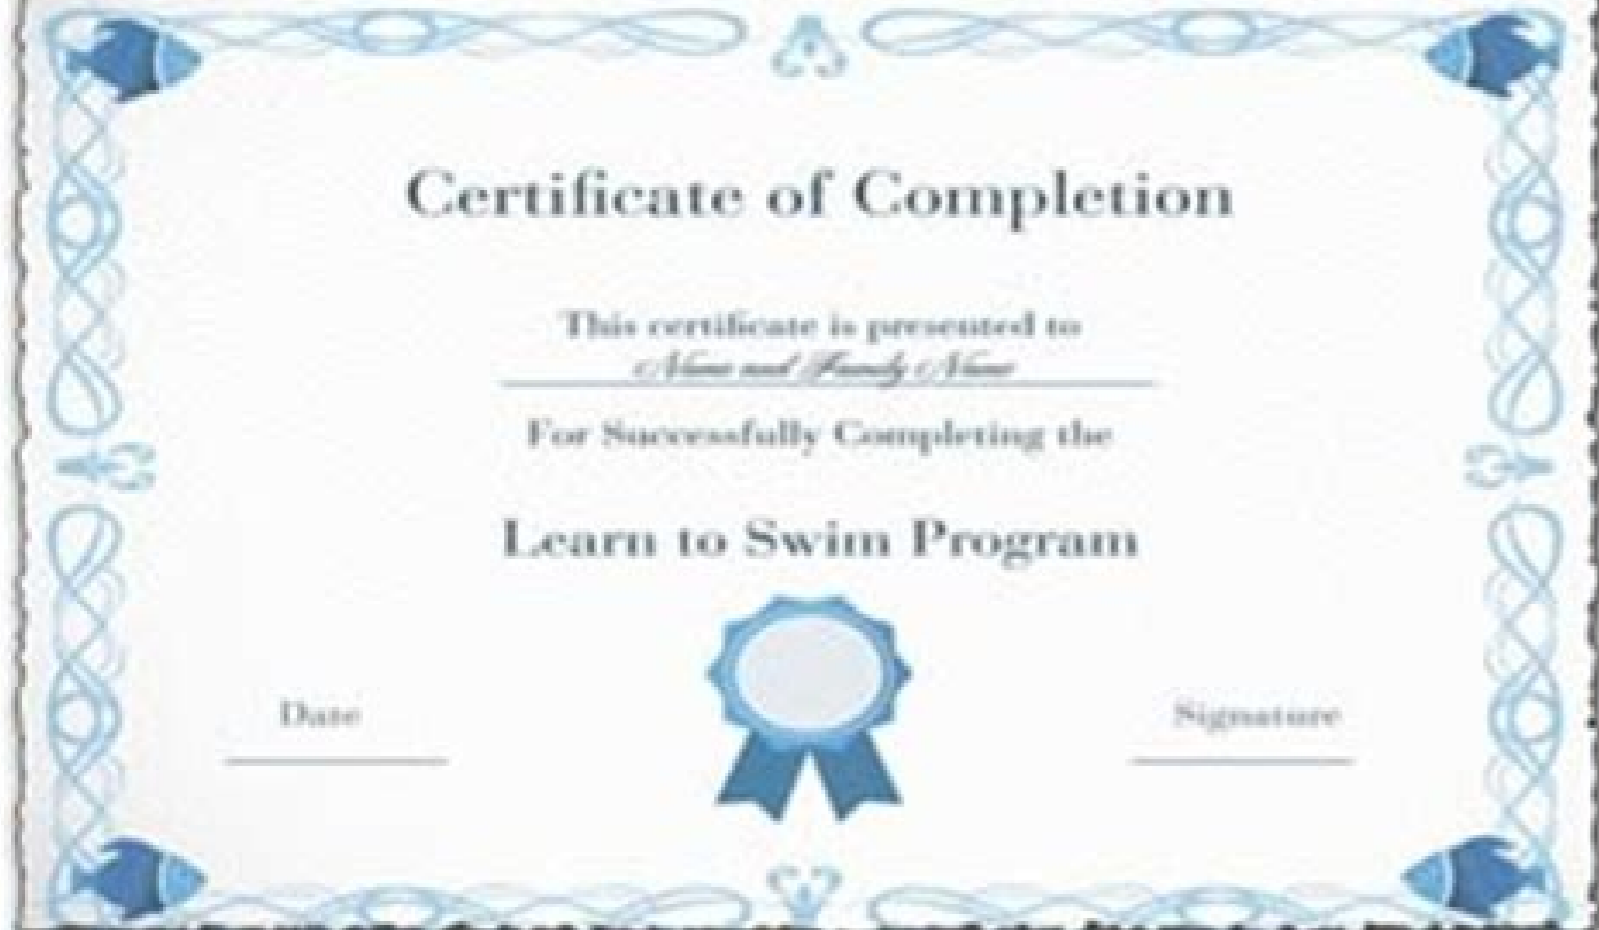 Certificate of Completion
This certificate is presented to
Name and Family Name
For Successfully Completing the
Learn to Swim Program
Date
Signature